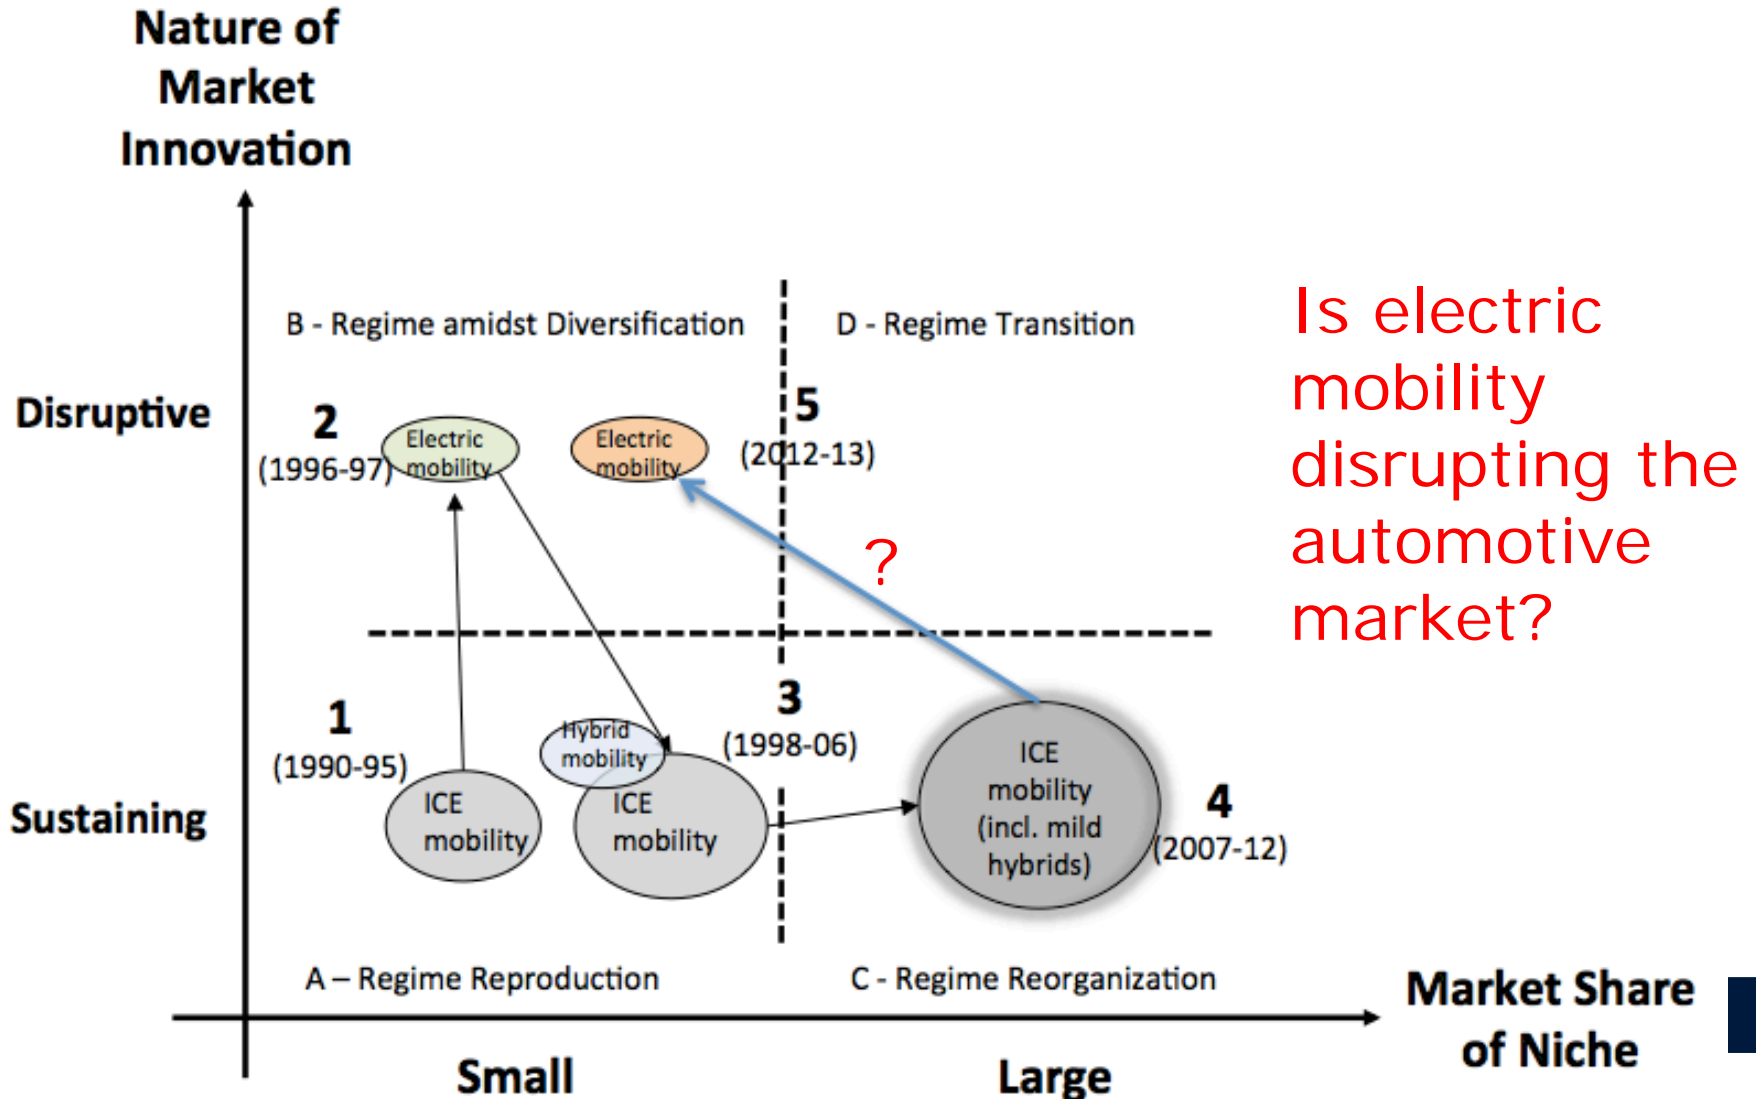 Nature of
Market
Innovation
B - Regime amidst Diversification
D - Regime Transition
Is electric
mobility
disrupting the
automotive
market?
Disruptive
2
(1996-97)
Electric
mobility
Electric
mobility
5
(2012-13)
?
1
(1990-95)
Hybrid
mobility
3
(1998-06)
Sustaining
ICE
mobility
ICE
mobility
ICE
mobility
(incl. mild
hybrids)
4
(2007-12)
A – Regime Reproduction
C - Regime Reorganization
Market Share
of Niche
Small
Large